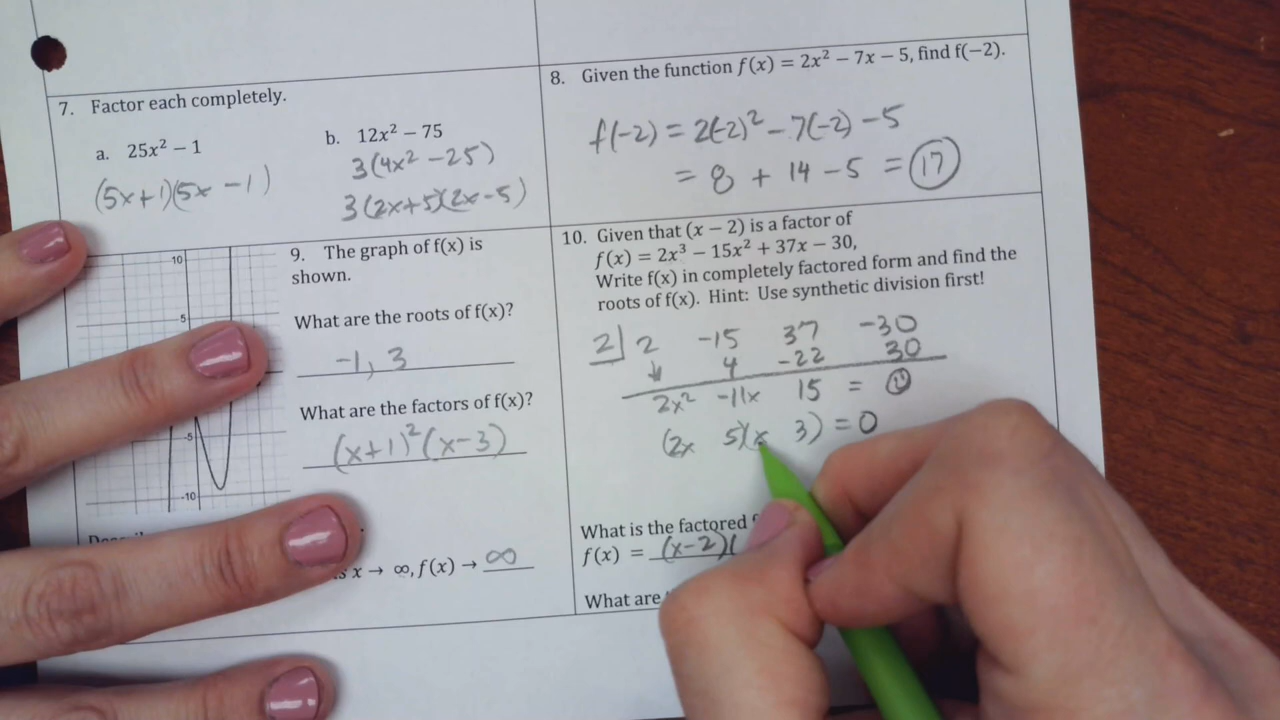 7. Factor each completely.
a. 25x² − 1
(5x+1)(5x −1)
b. 12x² − 75
3(4x² −25)
3(2x+5)(2x−5)
8. Given the function f(x) = 2x² − 7x − 5, find f(−2).
f(−2) = 2(−2)² − 7(−2) −5
= 8 + 14 −5 = 17
10
5
-5
-10
9. The graph of f(x) is
shown.
What are the roots of f(x)?
-1, 3
What are the factors of f(x)?
(x+1)²(x−3)
x → ∞, f(x) → ∞
10. Given that (x − 2) is a factor of
f(x) = 2x³ − 15x² + 37x − 30,
Write f(x) in completely factored form and find the
roots of f(x). Hint: Use synthetic division first!
2 2 -15 37 -30
↓ 4 -22 30
2x² -11x 15 =
(2x 5)(x 3) = 0
What is the factored
f(x) = (x−2)(
What are